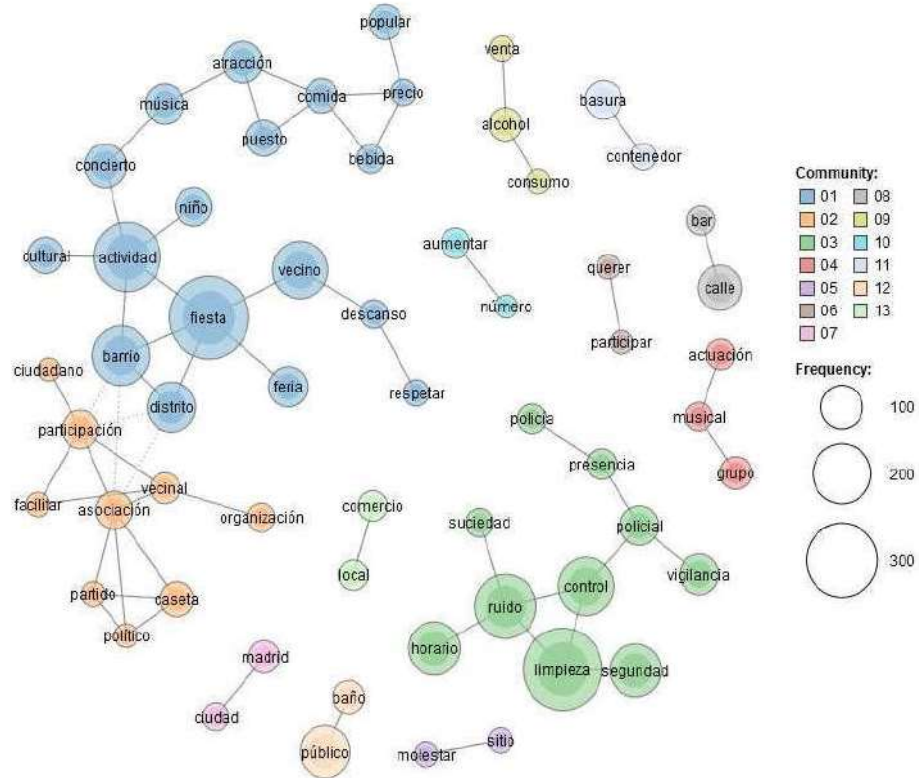 popular
venta
atracción
comida
precio
basura
música
alcohol
puesto
bebida
contenedor
concierto
consumo
niño
bar
aumentar
cultural
actividad
vecino
querer
calle
fiesta
descanso
número
participar
actuación
barrio
ciudadano
feria
respetar
distrito
musical
participación
policia
presencia
grupo
vecinal
facilitar
asociación
organización
comercio
suciedad
policial
local
vigilancia
control
partido
caseta
ruido
político
horario
madrid
limpieza
seguridad
baño
ciudad
público
molestar
sitio
Community:
01 08
02 09
03 10
04 11
05 12
06 13
07
Frequency:
100
200
300